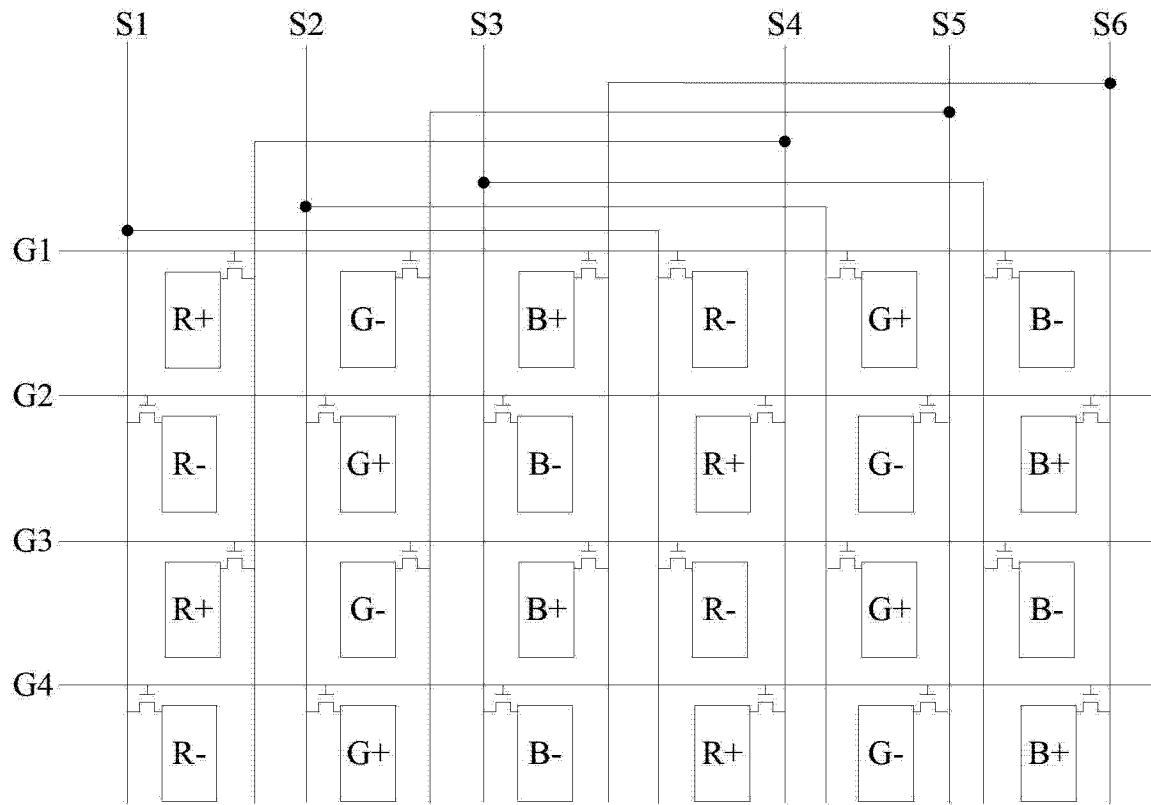 S1 S2 S3 S4 S5 S6
G1
R+ G- B+ R- G+ B-
G2
R- G+ B- R+ G- B+
G3
R+ G- B+ R- G+ B-
G4
R- G+ B- R+ G- B+